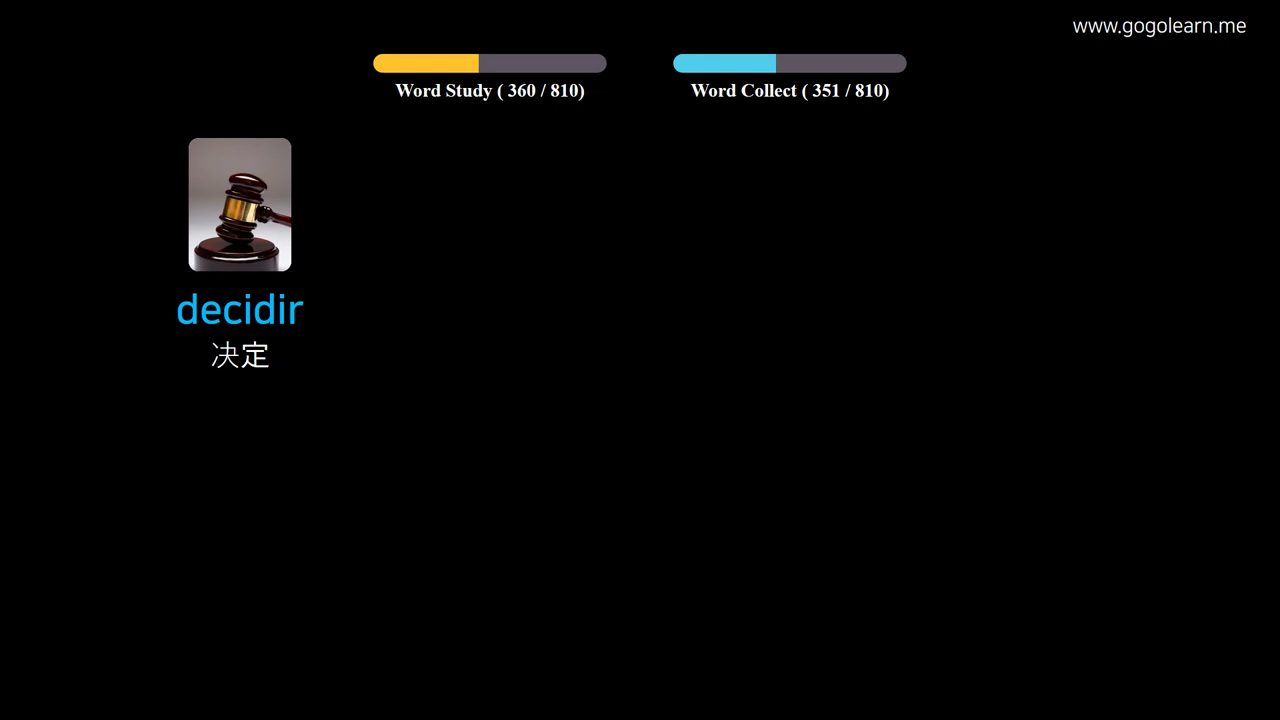 www.gogolearn.me
Word Study ( 360 / 810)
Word Collect ( 351 / 810)
decidir
决定